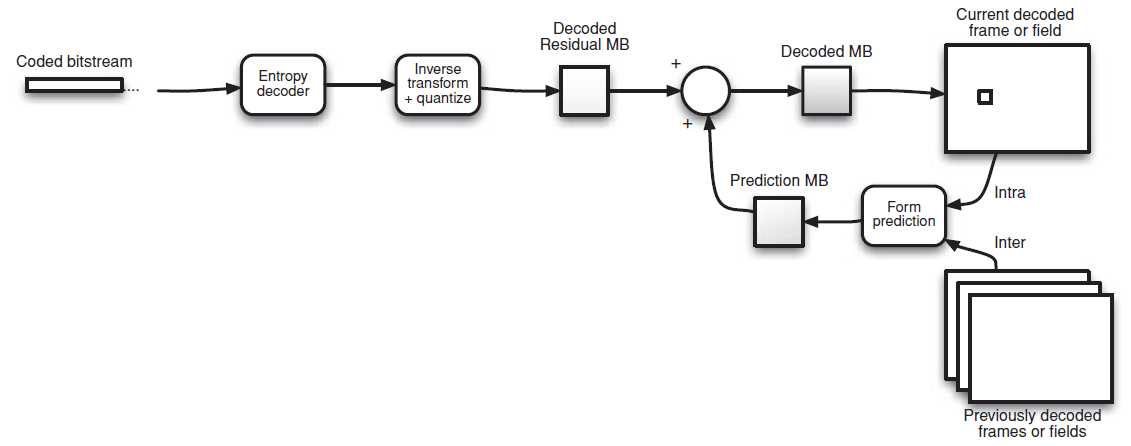 Coded bitstream
....
Entropy
decoder
Inverse
transform
+ quantize
Decoded
Residual MB
+
+
Decoded MB
Current decoded
frame or field
Prediction MB
Form
prediction
Intra
Inter
Previously decoded
frames or fields